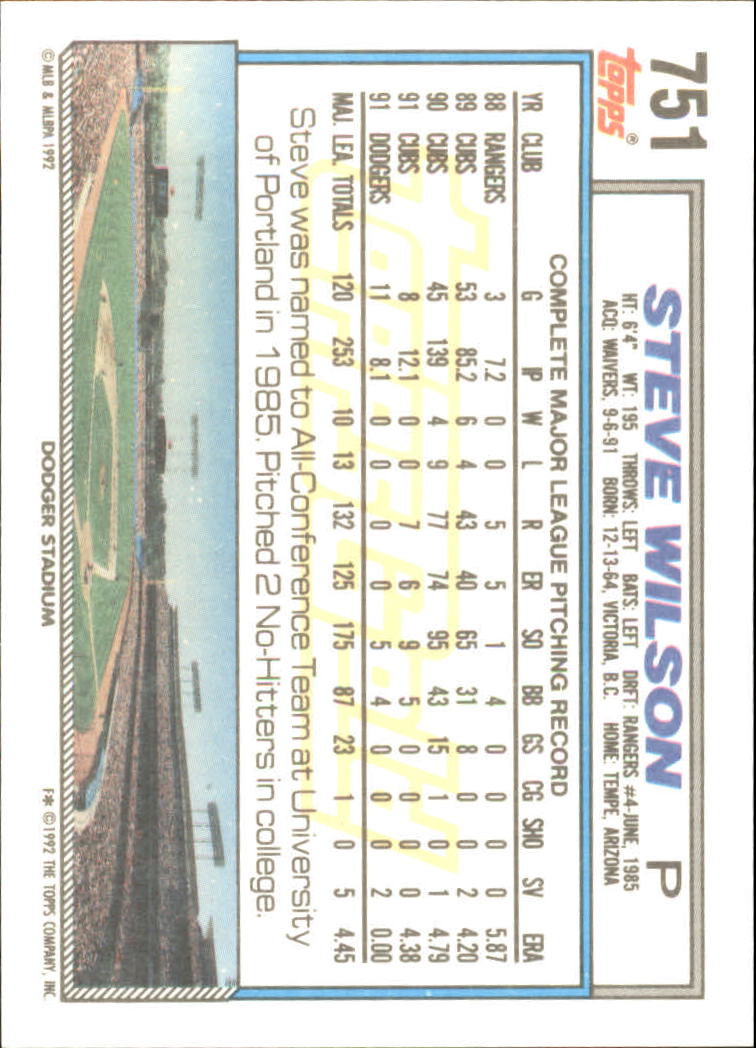 751
topps®
STEVE WILSON P
HT: 6'4" WT: 195 THROWS: LEFT BATS: LEFT DRFT: RANGERS #4-JUNE, 1985
ACQ: WAIVERS, 9-6-91 BORN: 12-13-64, VICTORIA, B.C. HOME: TEMPE, ARIZONA
COMPLETE MAJOR LEAGUE PITCHING RECORD
YR CLUB G IP W L R ER SO BB GS CG SHO SV ERA
88 RANGERS 3 7.2 0 0 5 5 1 4 0 0 0 0 5.87
89 CUBS 53 85.2 6 4 43 40 65 31 8 0 0 2 4.20
90 CUBS 45 139 4 9 77 74 95 43 15 1 0 1 4.79
91 CUBS 8 12.1 0 0 7 6 9 5 0 0 0 0 4.38
91 DODGERS 11 8.1 0 0 0 0 5 4 0 0 0 2 0.00
MAJ. LEA. TOTALS 120 253 10 13 132 125 175 87 23 1 0 5 4.45
Steve was named to All-Conference Team at University
of Portland in 1985. Pitched 2 No-Hitters in college.
©MLB & MLBPA 1992
DODGER STADIUM
F* ©1992 THE TOPPS COMPANY, INC.